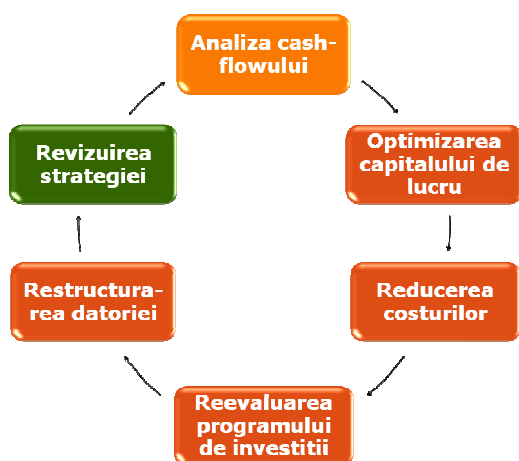 Analiza cash-
flowului
Optimizarea
capitalului de
lucru
Reducerea
costurilor
Reevaluarea
programului
de investitii
Restructura-
rea datoriei
Revizuirea
strategiei